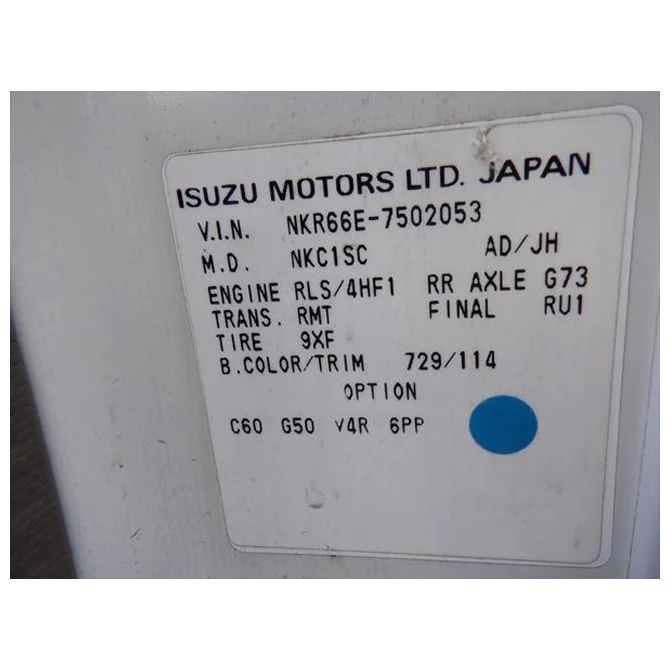 ISUZU MOTORS LTD. JAPAN
V.I.N. NKR66E-7502053
M.D. NKC1SC AD/JH
ENGINE RLS/4HF1 RR AXLE G73
TRANS. RMT FINAL RU1
TIRE 9XF
B.COLOR/TRIM 729/114
OPTION
C60 G50 V4R 6PP